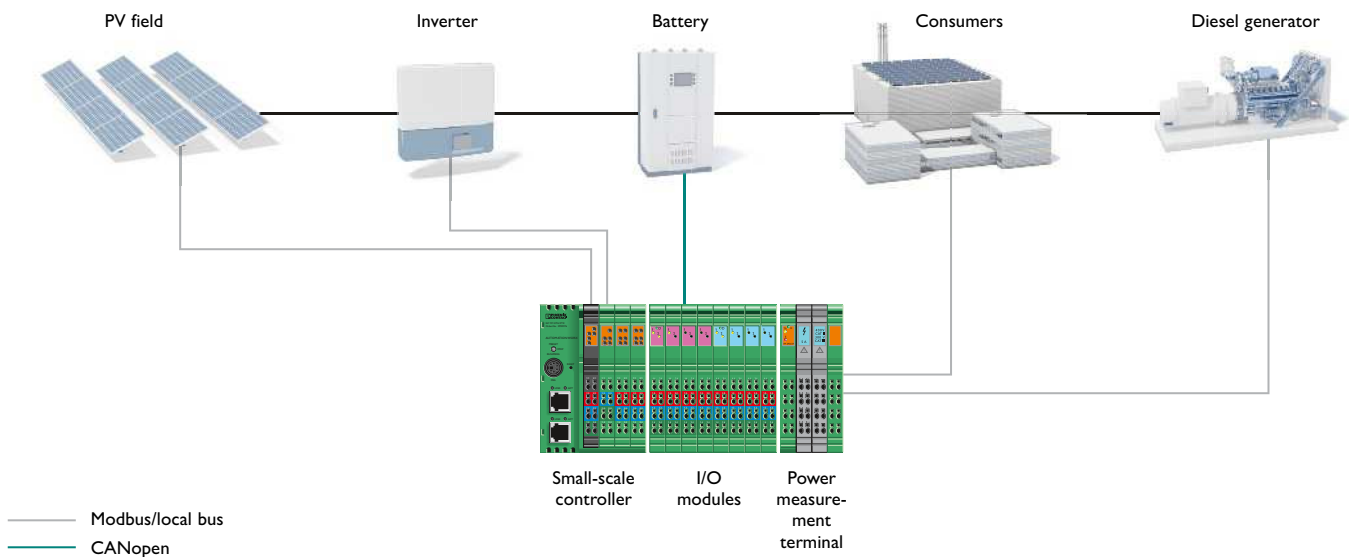 PV field
Inverter
Battery
Consumers
Diesel generator
Small-scale
controller
I/O
modules
Power
measure-
ment
terminal
Modbus/local bus
CANopen